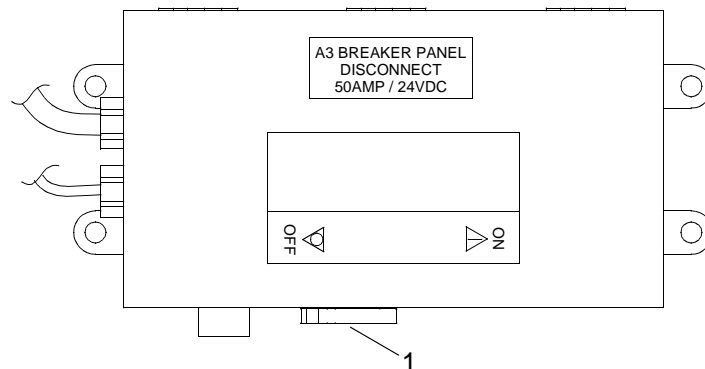 A3 BREAKER PANEL
DISCONNECT
50AMP / 24VDC
OFF
ON
1